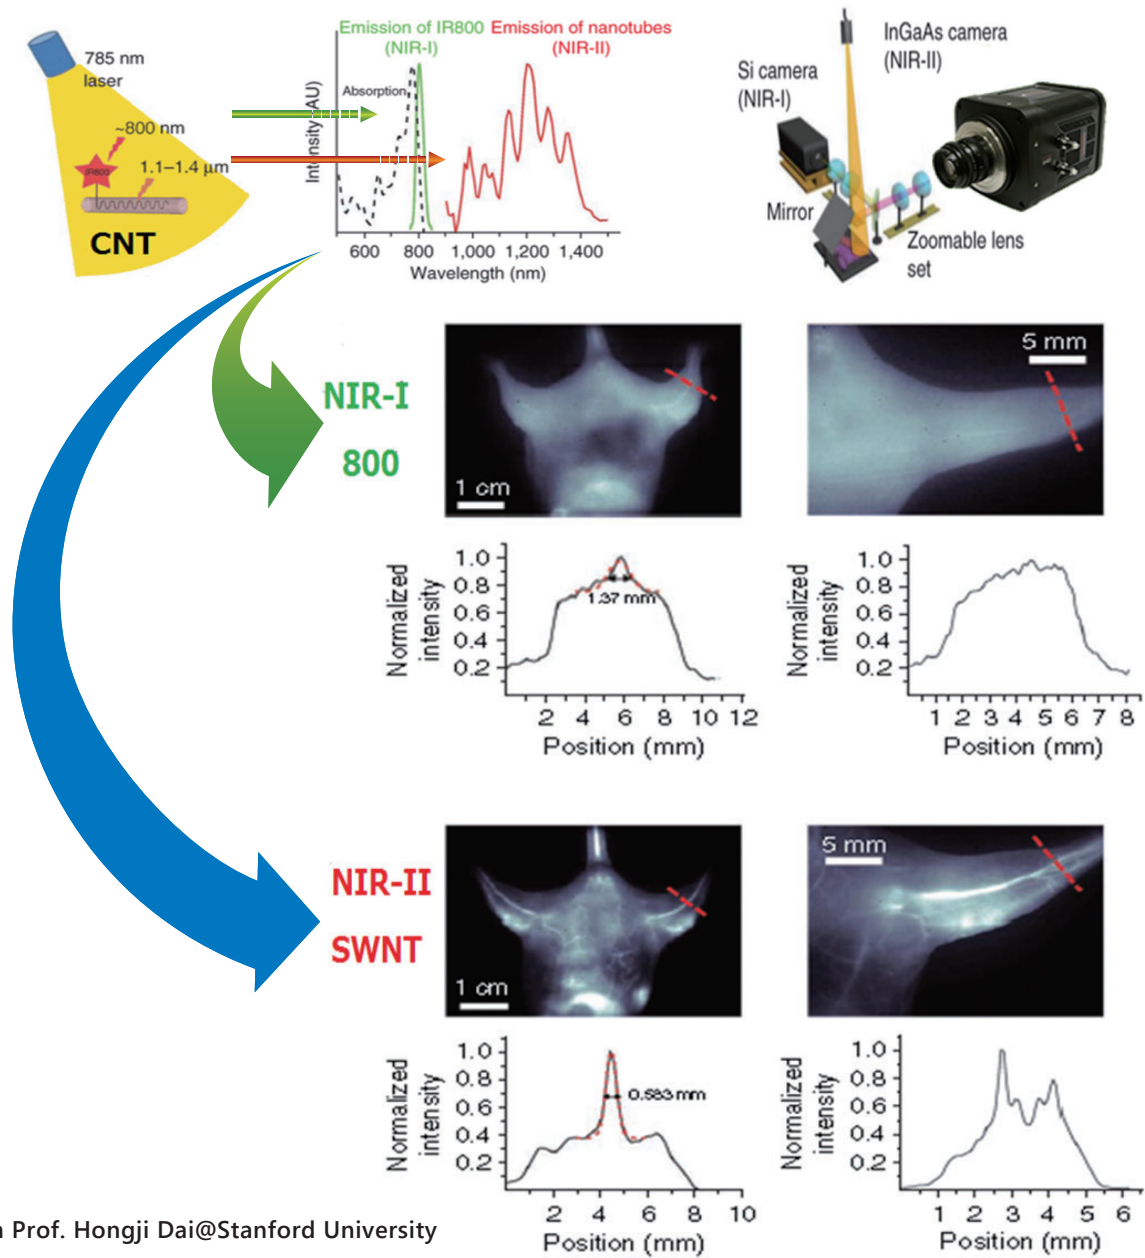 785 nm
laser
~800 nm
IR800
1.1–1.4 μm
CNT
Emission of IR800
(NIR-I)
Emission of nanotubes
(NIR-II)
Absorption
Intensity (AU)
600 800 1,000 1,200 1,400
Wavelength (nm)
InGaAs camera
(NIR-II)
Si camera
(NIR-I)
Mirror
Zoomable lens
set
NIR-I
800
1 cm
5 mm
Normalized
intensity
1.0
0.8
0.6
0.4
0.2
1.37 mm
2 4 6 8 10 12
Position (mm)
Normalized
intensity
1.0
0.8
0.6
0.4
0.2
1 2 3 4 5 6 7 8
Position (mm)
NIR-II
SWNT
1 cm
5 mm
Normalized
intensity
1.0
0.8
0.6
0.4
0.2
0.583 mm
2 4 6 8 10
Position (mm)
Normalized
intensity
1.0
0.8
0.6
0.4
0.2
1 2 3 4 5 6
Position (mm)
Prof. Hongji Dai@Stanford University